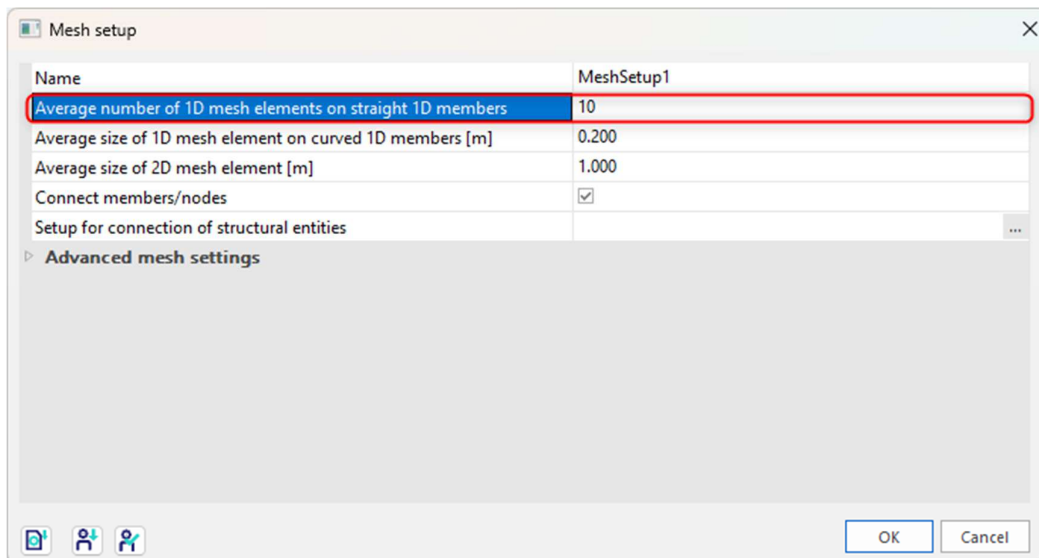 Mesh setup
Name MeshSetup1
Average number of 1D mesh elements on straight 1D members 10
Average size of 1D mesh element on curved 1D members [m] 0.200
Average size of 2D mesh element [m] 1.000
Connect members/nodes
Setup for connection of structural entities ...
Advanced mesh settings
OK Cancel